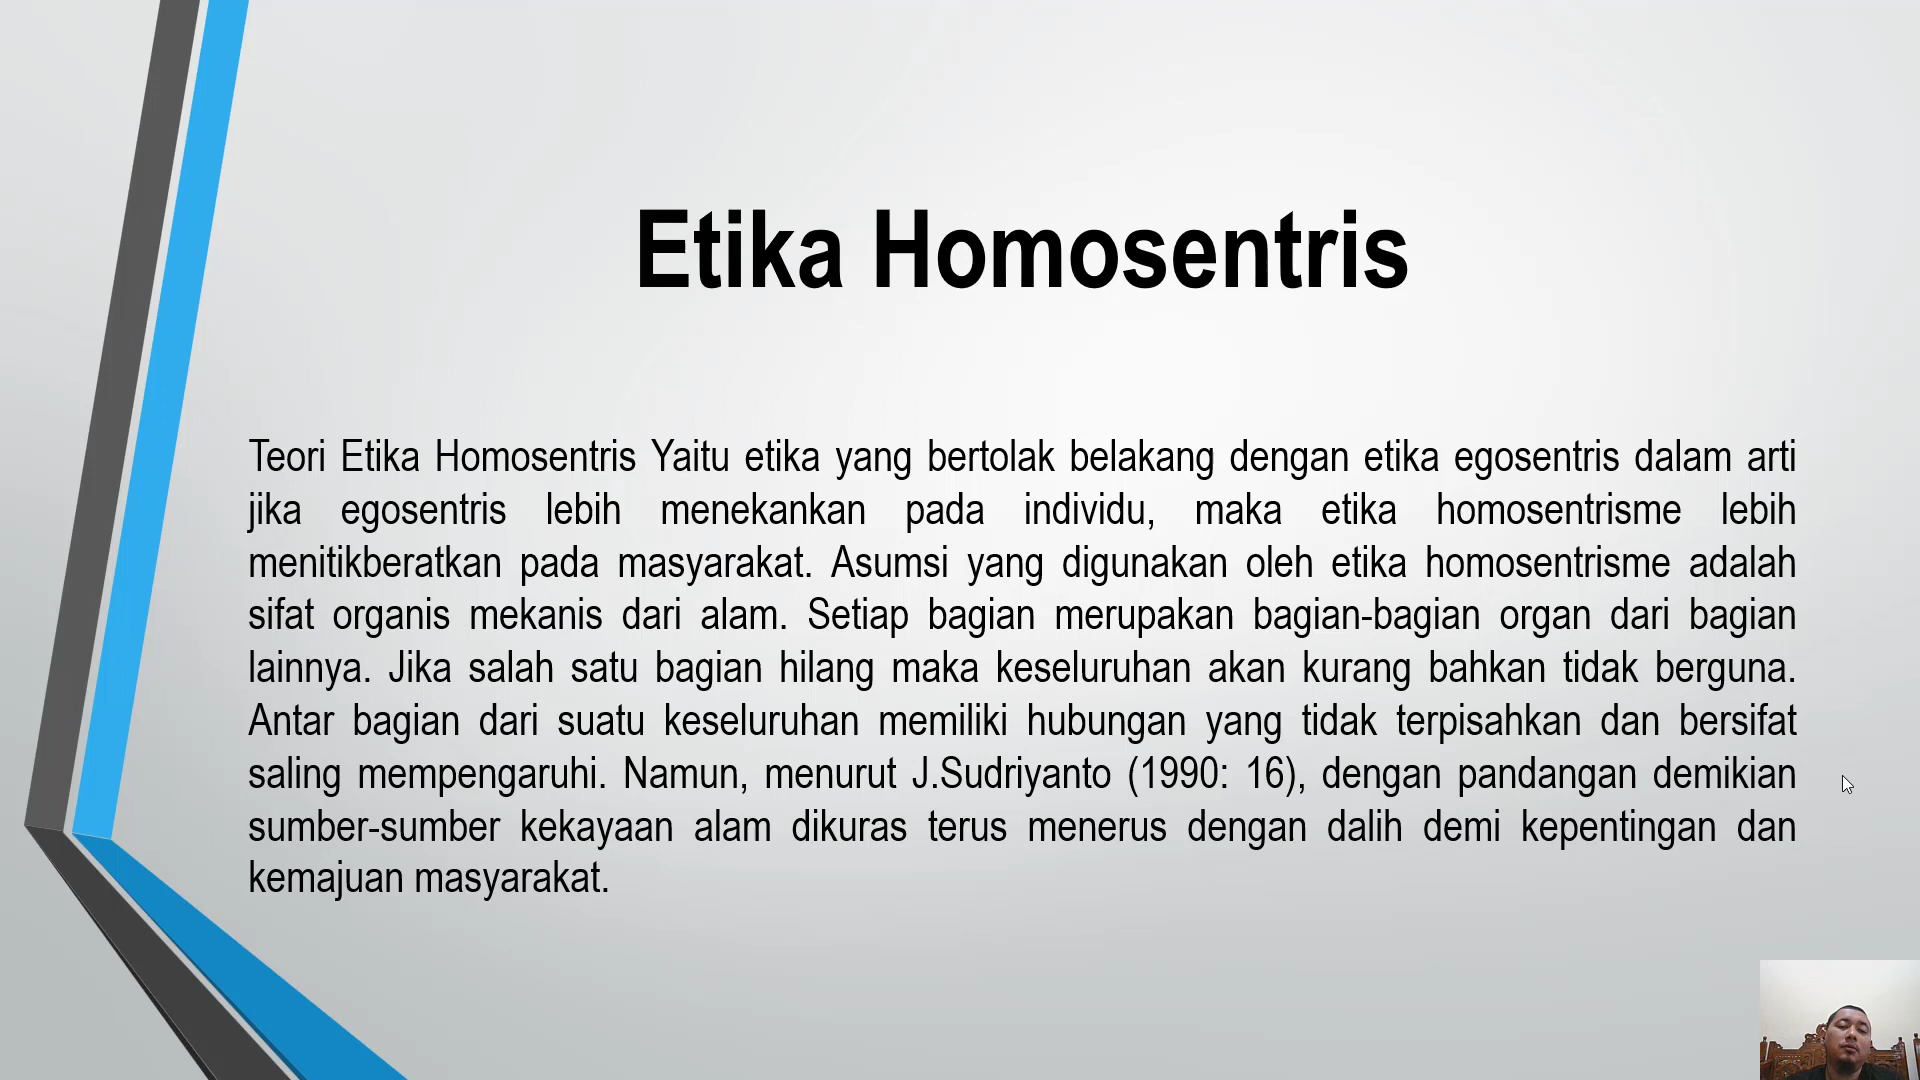 Etika Homosentris
Teori Etika Homosentris Yaitu etika yang bertolak belakang dengan etika egosentris dalam arti
jika egosentris lebih menekankan pada individu, maka etika homosentrisme lebih
menitikberatkan pada masyarakat. Asumsi yang digunakan oleh etika homosentrisme adalah
sifat organis mekanis dari alam. Setiap bagian merupakan bagian-bagian organ dari bagian
lainnya. Jika salah satu bagian hilang maka keseluruhan akan kurang bahkan tidak berguna.
Antar bagian dari suatu keseluruhan memiliki hubungan yang tidak terpisahkan dan bersifat
saling mempengaruhi. Namun, menurut J.Sudriyanto (1990: 16), dengan pandangan demikian
sumber-sumber kekayaan alam dikuras terus menerus dengan dalih demi kepentingan dan
kemajuan masyarakat.